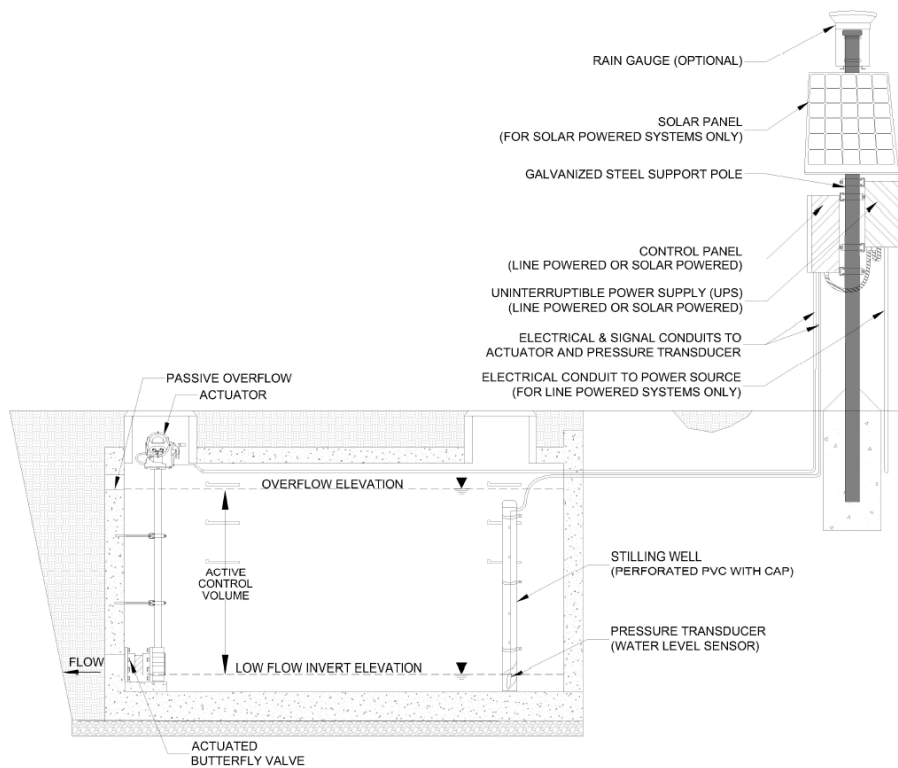 RAIN GAUGE (OPTIONAL)
SOLAR PANEL
(FOR SOLAR POWERED SYSTEMS ONLY)
GALVANIZED STEEL SUPPORT POLE
CONTROL PANEL
(LINE POWERED OR SOLAR POWERED)
UNINTERRUPTIBLE POWER SUPPLY (UPS)
(LINE POWERED OR SOLAR POWERED)
ELECTRICAL & SIGNAL CONDUITS TO
ACTUATOR AND PRESSURE TRANSDUCER
ELECTRICAL CONDUIT TO POWER SOURCE
(FOR LINE POWERED SYSTEMS ONLY)
PASSIVE OVERFLOW
ACTUATOR
OVERFLOW ELEVATION
ACTIVE
CONTROL
VOLUME
STILLING WELL
(PERFORATED PVC WITH CAP)
PRESSURE TRANSDUCER
(WATER LEVEL SENSOR)
FLOW
LOW FLOW INVERT ELEVATION
ACTUATED
BUTTERFLY VALVE